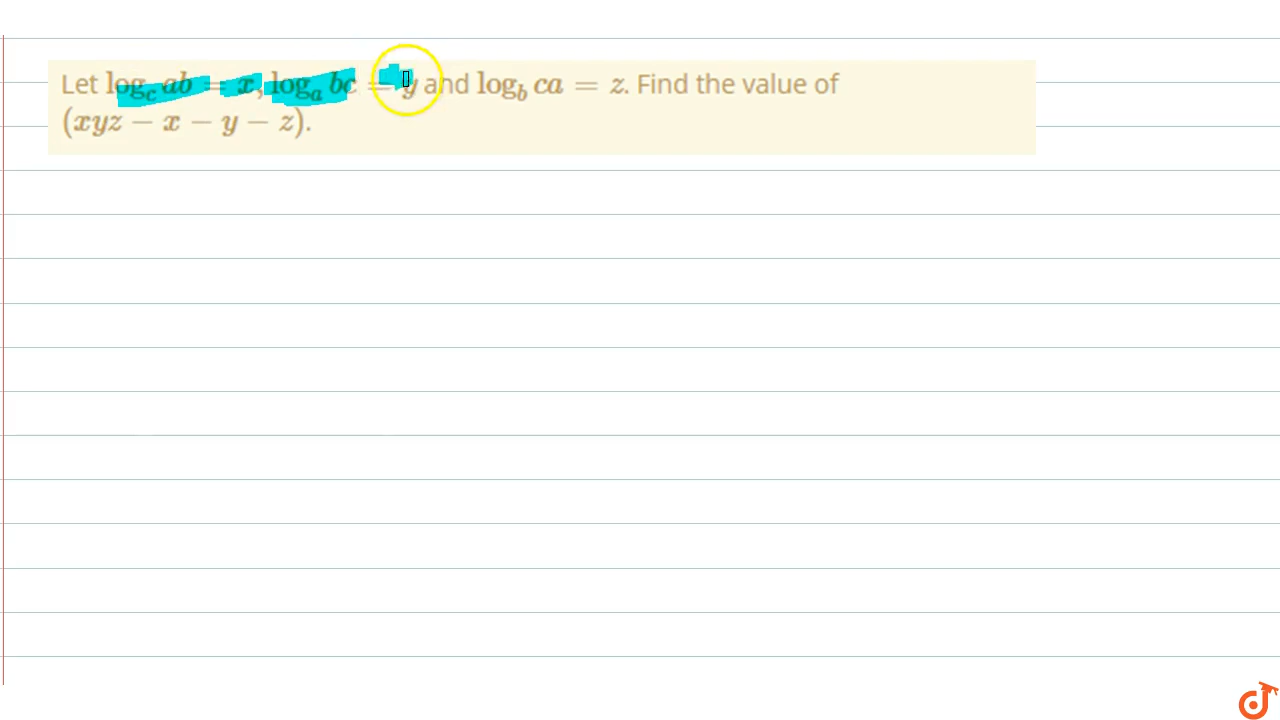 Let log_c ab = x, log_a bc = y and log_b ca = z. Find the value of
(xyz − x − y − z).